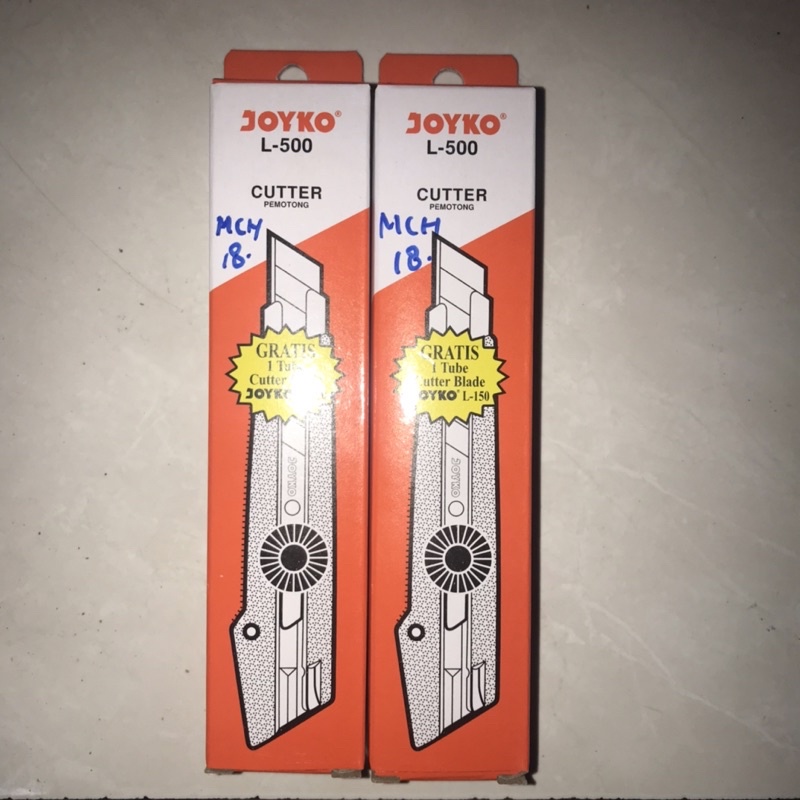 JOYKO®
L-500
CUTTER
PEMOTONG
MCH
18.
GRATIS
1 Tube
Cutter
JOYKO
JOYKO
JOYKO®
L-500
CUTTER
PEMOTONG
MCH
18.
GRATIS
1 Tube
Cutter Blade
JOYKO® L-150
JOYKO